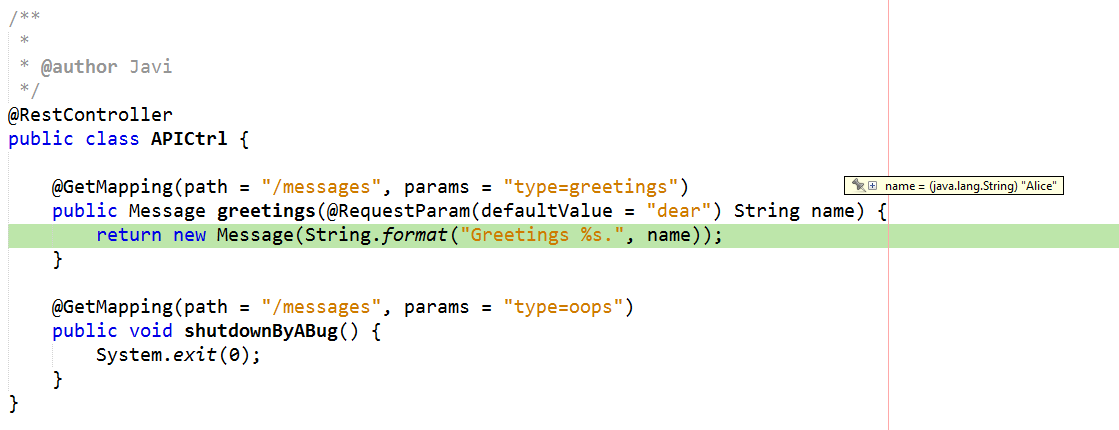 /**
 *
 * @author Javi
 */
@RestController
public class APICtrl {
    @GetMapping(path = "/messages", params = "type=greetings")
name = (java.lang.String) "Alice"
    public Message greetings(@RequestParam(defaultValue = "dear") String name) {
        return new Message(String.format("Greetings %s.", name));
    }
    @GetMapping(path = "/messages", params = "type=oops")
    public void shutdownByABug() {
        System.exit(0);
    }
}